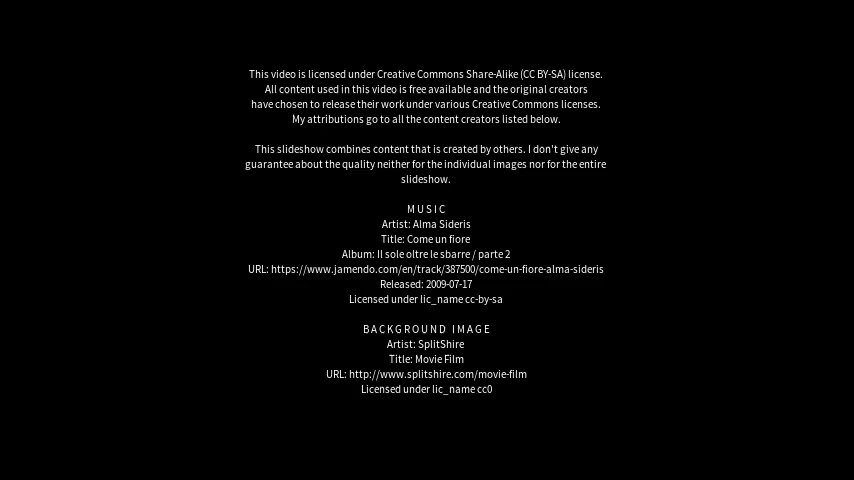 This video is licensed under Creative Commons Share-Alike (CC BY-SA) license.
All content used in this video is free available and the original creators
have chosen to release their work under various Creative Commons licenses.
My attributions go to all the content creators listed below.
This slideshow combines content that is created by others. I don't give any
guarantee about the quality neither for the individual images nor for the entire
slideshow.
MUSIC
Artist: Alma Sideris
Title: Come un fiore
Album: Il sole oltre le sbarre / parte 2
URL: https://www.jamendo.com/en/track/387500/come-un-fiore-alma-sideris
Released: 2009-07-17
Licensed under lic_name cc-by-sa
BACKGROUND IMAGE
Artist: SplitShire
Title: Movie Film
URL: http://www.splitshire.com/movie-film
Licensed under lic_name cc0